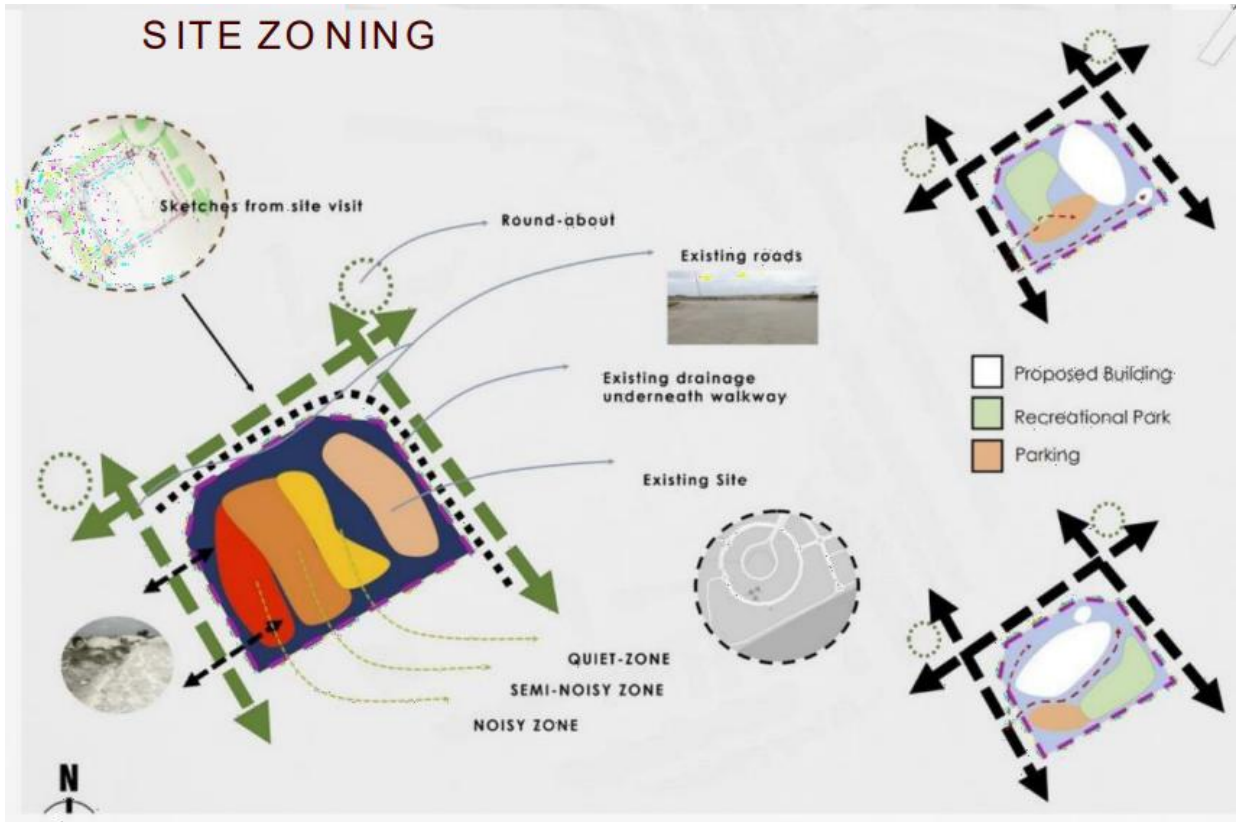 SITE ZONING
Sketches from site visit
Round-about
Existing roads
Existing drainage
underneath walkway
Existing Site
QUIET-ZONE
SEMI-NOISY ZONE
NOISY ZONE
N
Proposed Building
Recreational Park
Parking